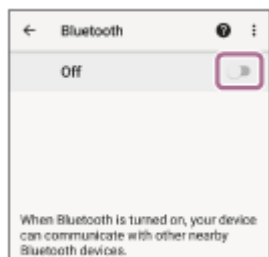 Bluetooth
Off
When Bluetooth is turned on, your device
can communicate with other nearby
Bluetooth devices.